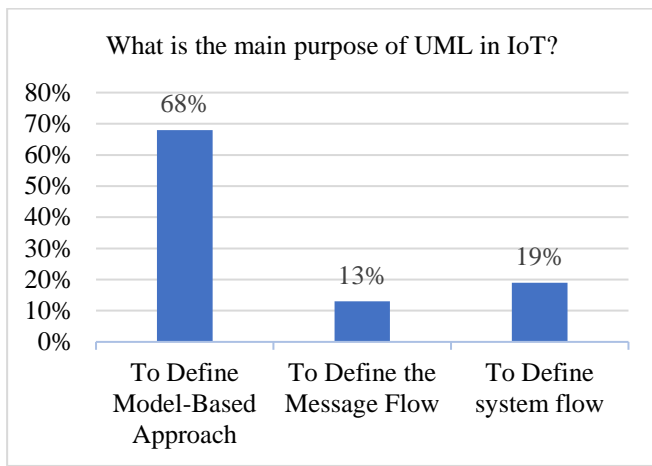 What is the main purpose of UML in IoT?
80%
70%
60%
50%
40%
30%
20%
10%
0%
68%
13%
19%
To Define
Model-Based
Approach
To Define the
Message Flow
To Define
system flow